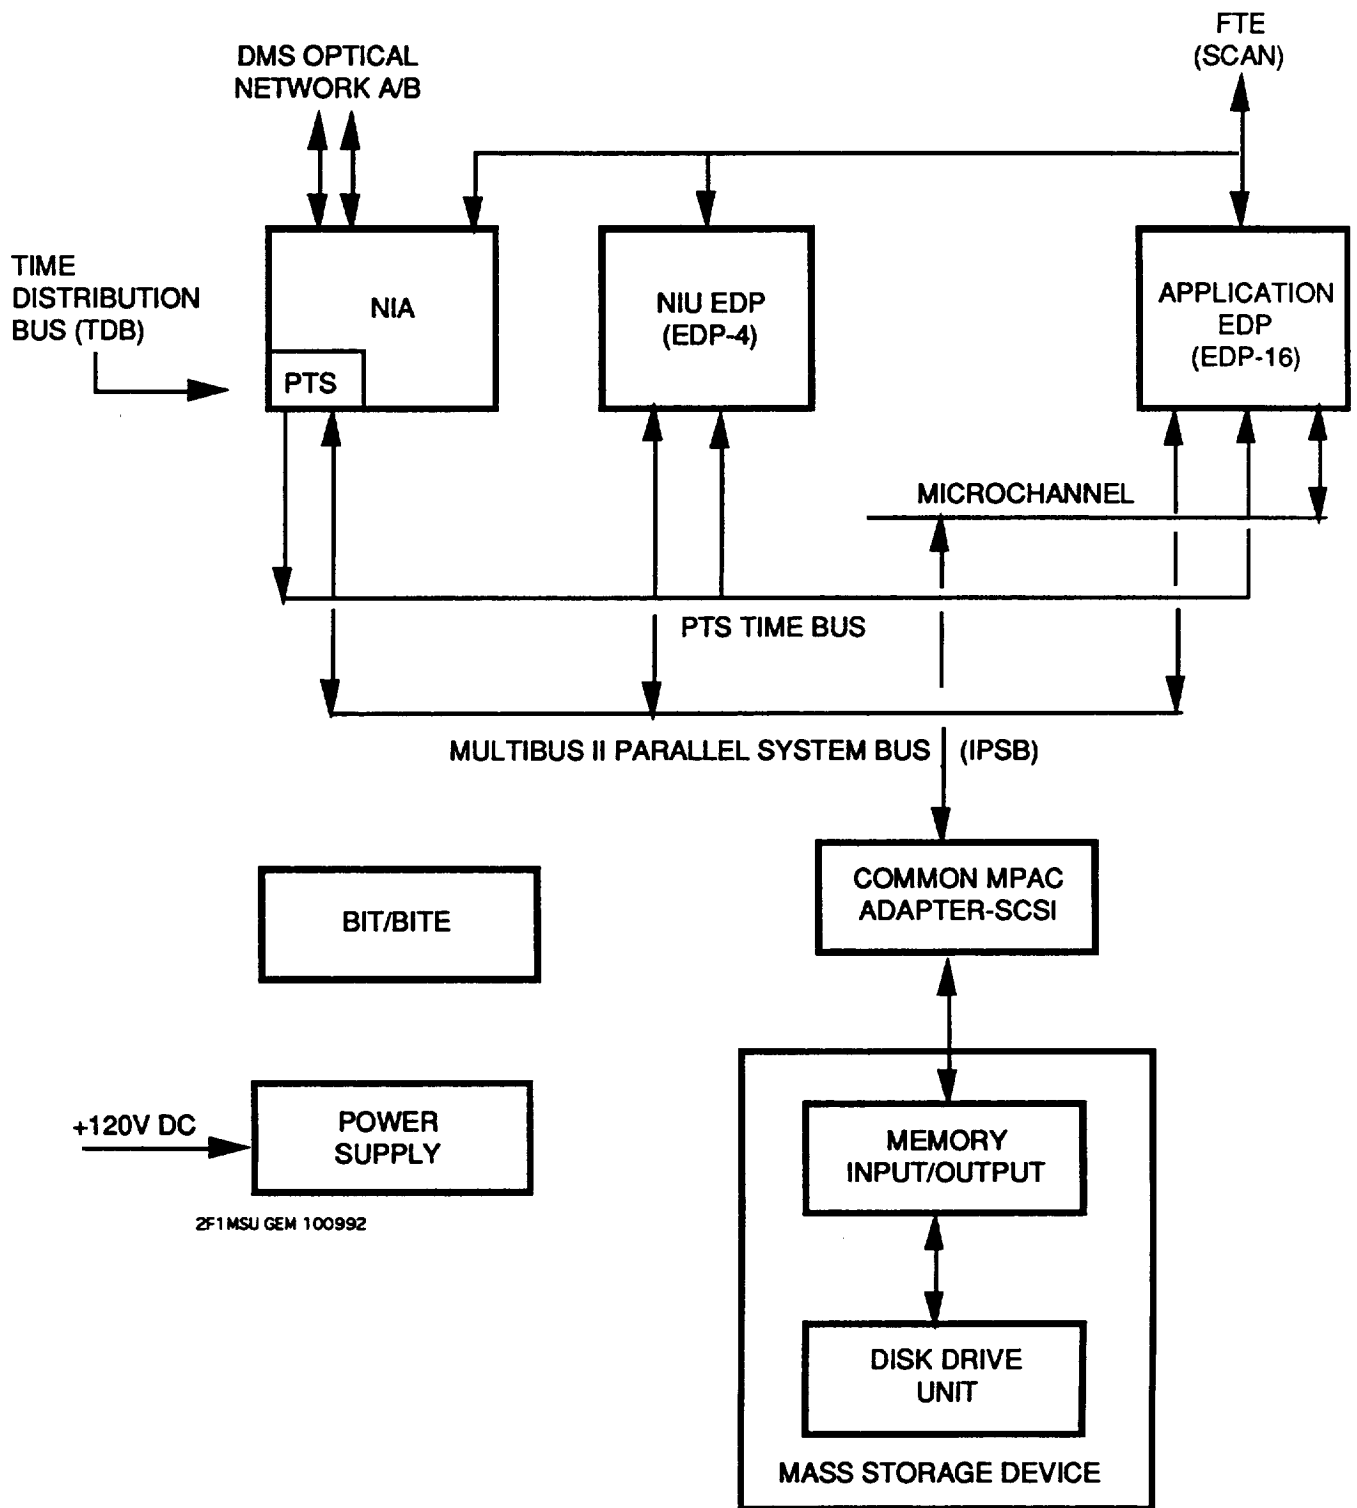 FTE
(SCAN)
DMS OPTICAL
NETWORK A/B
TIME
DISTRIBUTION
BUS (TDB)
NIA
PTS
NIU EDP
(EDP-4)
APPLICATION
EDP
(EDP-16)
MICROCHANNEL
PTS TIME BUS
MULTIBUS II PARALLEL SYSTEM BUS (IPSB)
COMMON MPAC
ADAPTER-SCSI
BIT/BITE
+120V DC
POWER
SUPPLY
2F1MSU GEM 100992
MEMORY
INPUT/OUTPUT
DISK DRIVE
UNIT
MASS STORAGE DEVICE